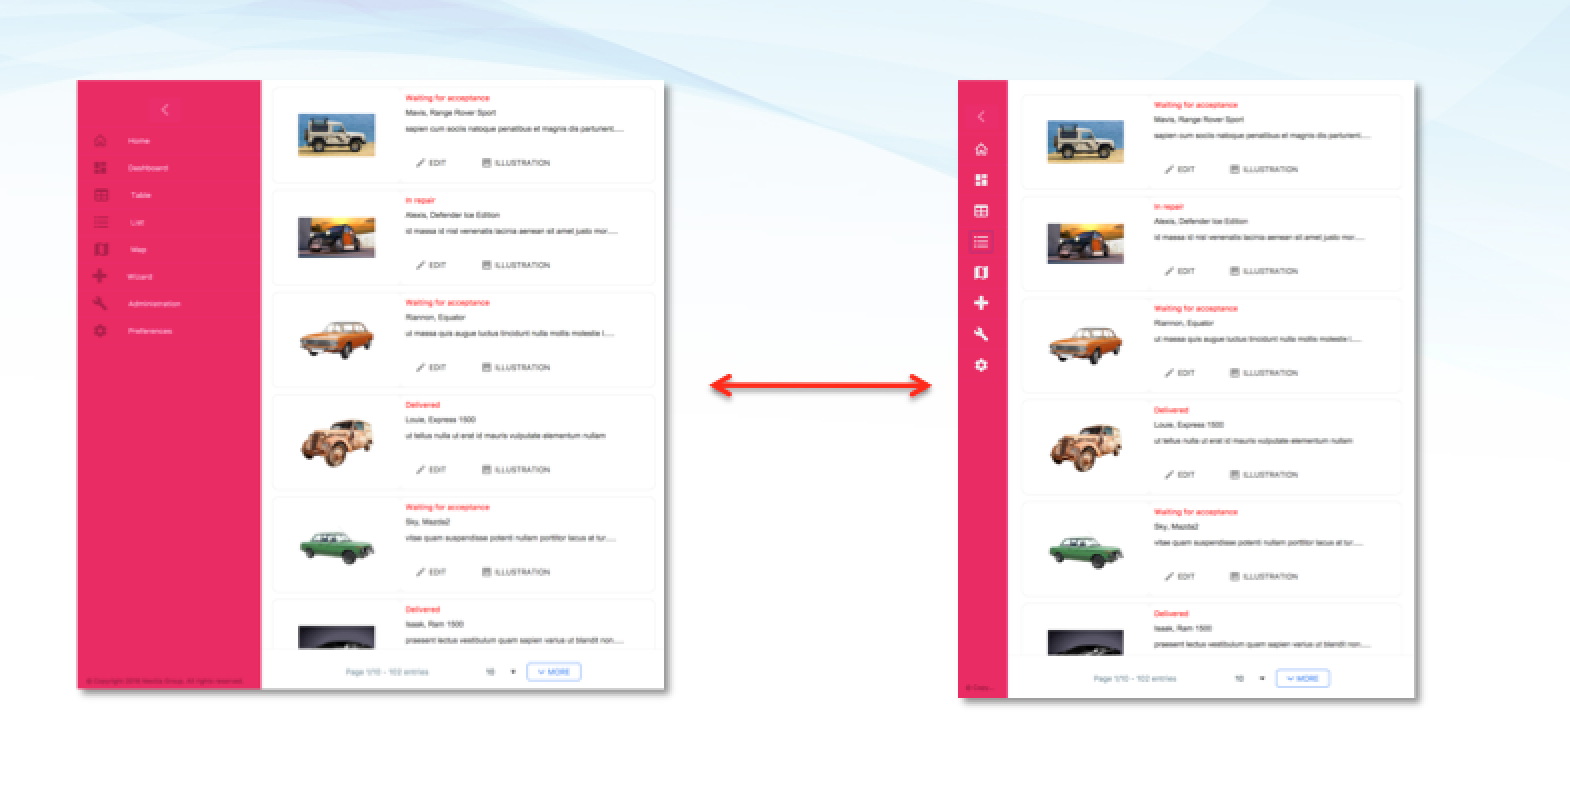 Home
Dashboard
Table
List
Map
Wizard
Administration
Preferences
Waiting for acceptance
Mavis, Range Rover Sport
sapien cum sociis natoque penatibus et magnis dis parturient.....
EDIT
ILLUSTRATION
In repair
Alexis, Defender Ice Edition
id massa id nisl venenatis lacinia aenean sit amet justo mor.....
EDIT
ILLUSTRATION
Waiting for acceptance
Riannon, Equator
ut massa quis augue luctus tincidunt nulla mollis molestie l.....
EDIT
ILLUSTRATION
Delivered
Louie, Express 1500
ut tellus nulla ut erat id mauris vulputate elementum nullam
EDIT
ILLUSTRATION
Waiting for acceptance
Sky, Mazda2
vitae quam suspendisse potenti nullam porttitor lacus at tur.....
EDIT
ILLUSTRATION
Delivered
Isaak, Ram 1500
praesent lectus vestibulum quam sapien varius ut blandit non.....
Page 1/10 - 102 entries
10
MORE
All rights reserved
Waiting for acceptance
Mavis, Range Rover Sport
sapien cum sociis natoque penatibus et magnis dis parturient.....
EDIT
ILLUSTRATION
In repair
Alexis, Defender Ice Edition
id massa id nisl venenatis lacinia aenean sit amet justo mor.....
EDIT
ILLUSTRATION
Waiting for acceptance
Riannon, Equator
ut massa quis augue luctus tincidunt nulla mollis molestie l.....
EDIT
ILLUSTRATION
Delivered
Louie, Express 1500
ut tellus nulla ut erat id mauris vulputate elementum nullam
EDIT
ILLUSTRATION
Waiting for acceptance
Sky, Mazda2
vitae quam suspendisse potenti nullam porttitor lacus at tur.....
EDIT
ILLUSTRATION
Delivered
Isaak, Ram 1500
praesent lectus vestibulum quam sapien varius ut blandit non.....
Page 1/10 - 102 entries
10
MORE
© Copy...